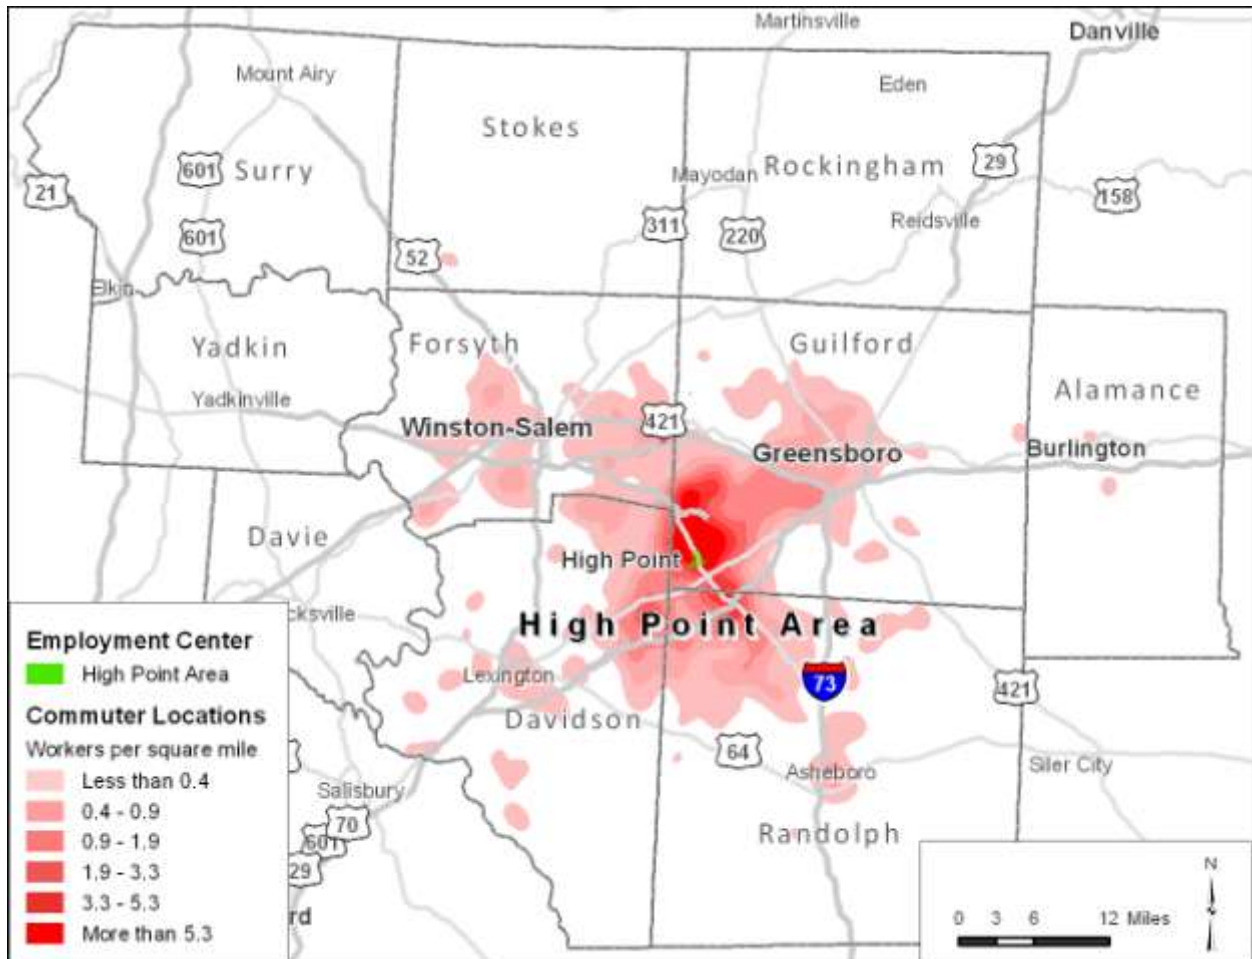 Martinsville
Danville
Mount Airy
Eden
Stokes
601
Surry
Mayodan
Rockingham
29
21
158
311
220
Reidsville
601
52
Elkin
Yadkin
Forsyth
Guilford
Alamance
Yadkinville
421
Winston-Salem
Greensboro
Burlington
Davie
High Point
cksville
High Point Area
Lexington
73
421
Davidson
64
Asheboro
Siler City
Salisbury
70
601
Randolph
29
rd
Employment Center
High Point Area
Commuter Locations
Workers per square mile
Less than 0.4
0.4 - 0.9
0.9 - 1.9
1.9 - 3.3
3.3 - 5.3
More than 5.3
N
0 3 6 12 Miles